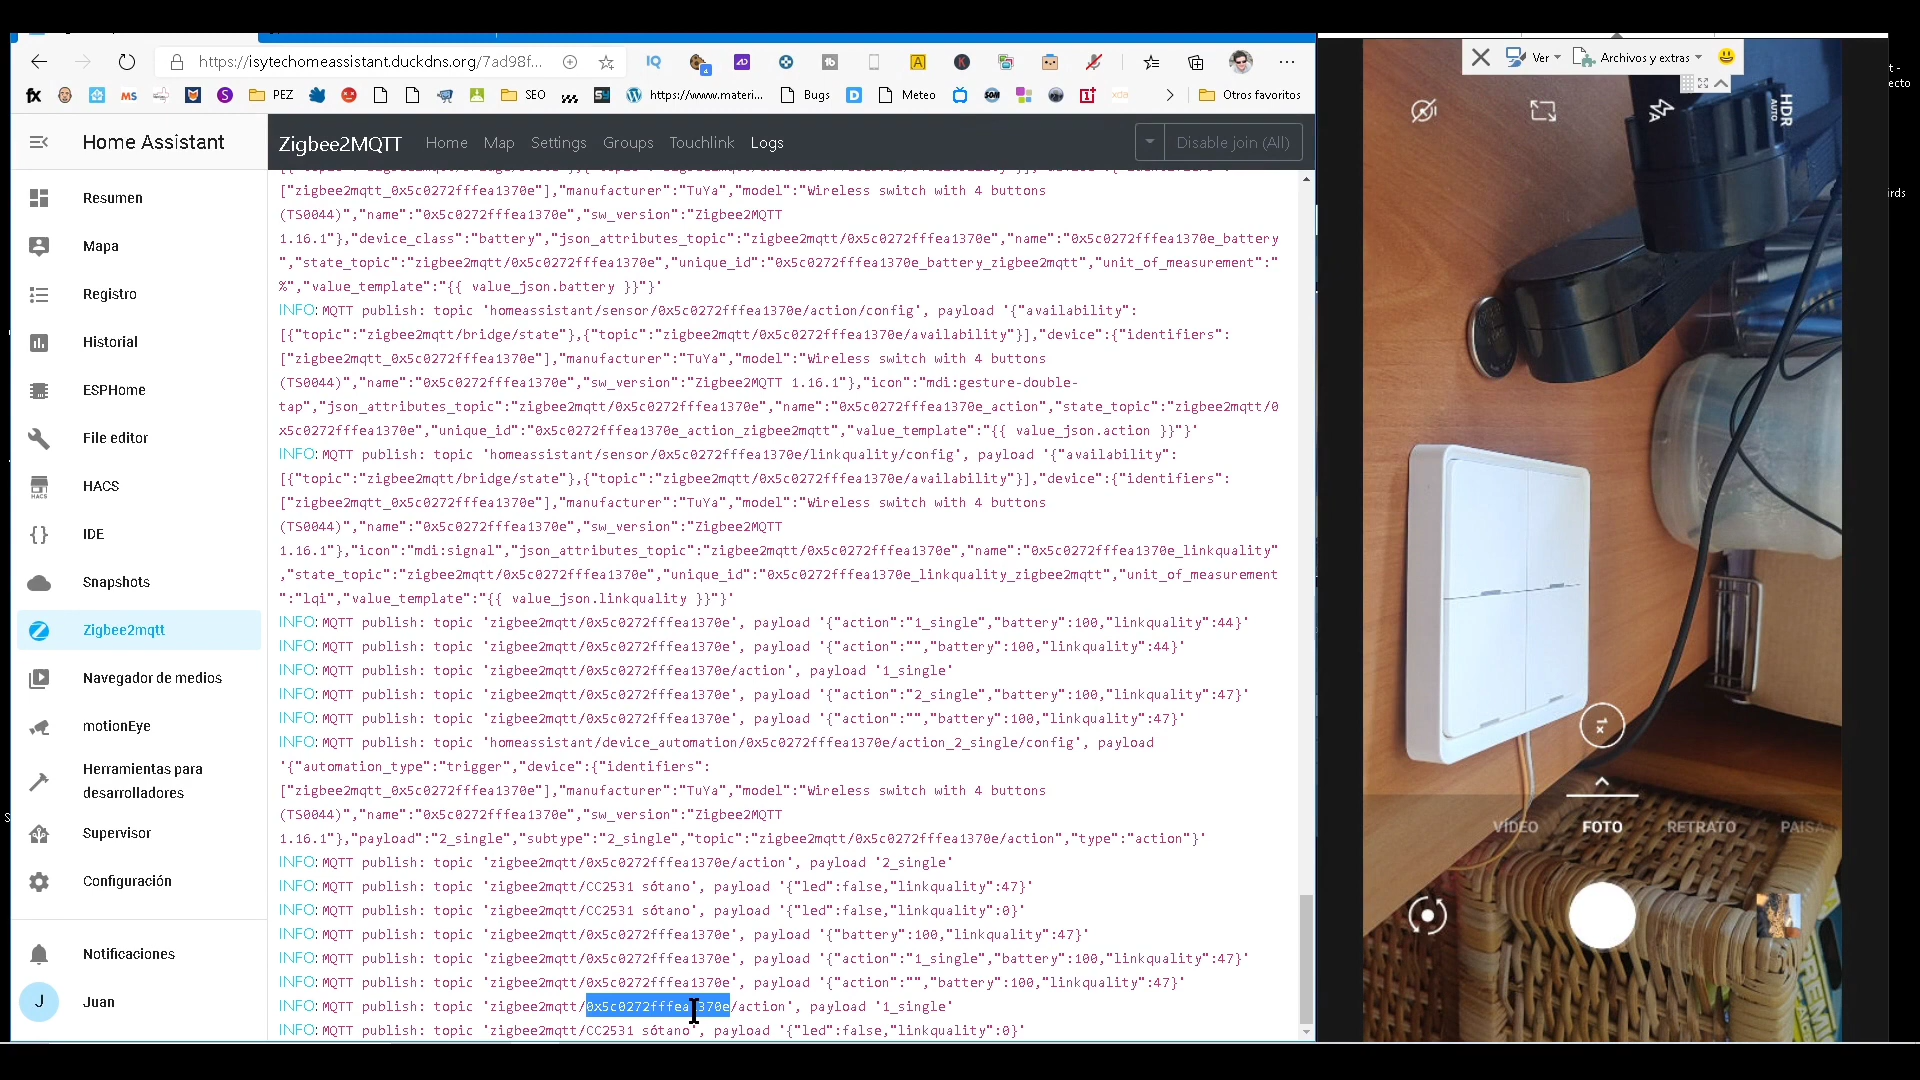 https://isytechomeassistant.duckdns.org/7ad98f...
PEZ
SEO
https://www.materi...
Bugs
Meteo
Otros favoritos
Home Assistant
Resumen
Mapa
Registro
Historial
ESPHome
File editor
HACS
IDE
Snapshots
Zigbee2mqtt
Navegador de medios
motionEye
Herramientas para
desarrolladores
Supervisor
Configuración
Notificaciones
J
Juan
Zigbee2MQTT Home Map Settings Groups Touchlink Logs
Disable join (All)
["zigbee2mqtt_0x5c0272fffea1370e"],"manufacturer":"TuYa","model":"Wireless switch with 4 buttons
(TS0044)","name":"0x5c0272fffea1370e","sw_version":"Zigbee2MQTT
1.16.1"},"device_class":"battery","json_attributes_topic":"zigbee2mqtt/0x5c0272fffea1370e","name":"0x5c0272fffea1370e_battery
","state_topic":"zigbee2mqtt/0x5c0272fffea1370e","unique_id":"0x5c0272fffea1370e_battery_zigbee2mqtt","unit_of_measurement":"
%","value_template":"{{ value_json.battery }}"}'
INFO: MQTT publish: topic 'homeassistant/sensor/0x5c0272fffea1370e/action/config', payload '{"availability":
[{"topic":"zigbee2mqtt/bridge/state"},{"topic":"zigbee2mqtt/0x5c0272fffea1370e/availability"}],"device":{"identifiers":
["zigbee2mqtt_0x5c0272fffea1370e"],"manufacturer":"TuYa","model":"Wireless switch with 4 buttons
(TS0044)","name":"0x5c0272fffea1370e","sw_version":"Zigbee2MQTT 1.16.1"},"icon":"mdi:gesture-double-
tap","json_attributes_topic":"zigbee2mqtt/0x5c0272fffea1370e","name":"0x5c0272fffea1370e_action","state_topic":"zigbee2mqtt/0
x5c0272fffea1370e","unique_id":"0x5c0272fffea1370e_action_zigbee2mqtt","value_template":"{{ value_json.action }}"}'
INFO: MQTT publish: topic 'homeassistant/sensor/0x5c0272fffea1370e/linkquality/config', payload '{"availability":
[{"topic":"zigbee2mqtt/bridge/state"},{"topic":"zigbee2mqtt/0x5c0272fffea1370e/availability"}],"device":{"identifiers":
["zigbee2mqtt_0x5c0272fffea1370e"],"manufacturer":"TuYa","model":"Wireless switch with 4 buttons
(TS0044)","name":"0x5c0272fffea1370e","sw_version":"Zigbee2MQTT
1.16.1"},"icon":"mdi:signal","json_attributes_topic":"zigbee2mqtt/0x5c0272fffea1370e","name":"0x5c0272fffea1370e_linkquality"
,"state_topic":"zigbee2mqtt/0x5c0272fffea1370e","unique_id":"0x5c0272fffea1370e_linkquality_zigbee2mqtt","unit_of_measurement
":"lqi","value_template":"{{ value_json.linkquality }}"}'
INFO: MQTT publish: topic 'zigbee2mqtt/0x5c0272fffea1370e', payload '{"action":"1_single","battery":100,"linkquality":44}'
INFO: MQTT publish: topic 'zigbee2mqtt/0x5c0272fffea1370e', payload '{"action":"","battery":100,"linkquality":44}'
INFO: MQTT publish: topic 'zigbee2mqtt/0x5c0272fffea1370e/action', payload '1_single'
INFO: MQTT publish: topic 'zigbee2mqtt/0x5c0272fffea1370e', payload '{"action":"2_single","battery":100,"linkquality":47}'
INFO: MQTT publish: topic 'zigbee2mqtt/0x5c0272fffea1370e', payload '{"action":"","battery":100,"linkquality":47}'
INFO: MQTT publish: topic 'homeassistant/device_automation/0x5c0272fffea1370e/action_2_single/config', payload
'{"automation_type":"trigger","device":{"identifiers":
["zigbee2mqtt_0x5c0272fffea1370e"],"manufacturer":"TuYa","model":"Wireless switch with 4 buttons
(TS0044)","name":"0x5c0272fffea1370e","sw_version":"Zigbee2MQTT
1.16.1"},"payload":"2_single","subtype":"2_single","topic":"zigbee2mqtt/0x5c0272fffea1370e/action","type":"action"}'
INFO: MQTT publish: topic 'zigbee2mqtt/0x5c0272fffea1370e/action', payload '2_single'
INFO: MQTT publish: topic 'zigbee2mqtt/CC2531 sótano', payload '{"led":false,"linkquality":47}'
INFO: MQTT publish: topic 'zigbee2mqtt/CC2531 sótano', payload '{"led":false,"linkquality":0}'
INFO: MQTT publish: topic 'zigbee2mqtt/0x5c0272fffea1370e', payload '{"battery":100,"linkquality":47}'
INFO: MQTT publish: topic 'zigbee2mqtt/0x5c0272fffea1370e', payload '{"action":"1_single","battery":100,"linkquality":47}'
INFO: MQTT publish: topic 'zigbee2mqtt/0x5c0272fffea1370e', payload '{"action":"","battery":100,"linkquality":47}'
INFO: MQTT publish: topic 'zigbee2mqtt/0x5c0272fffea1370e/action', payload '1_single'
INFO: MQTT publish: topic 'zigbee2mqtt/CC2531 sótano', payload '{"led":false,"linkquality":0}'
Ver
Archivos y extras
HDR
AUTO
1x
VÍDEO FOTO RETRATO PAISA
ecto
irds